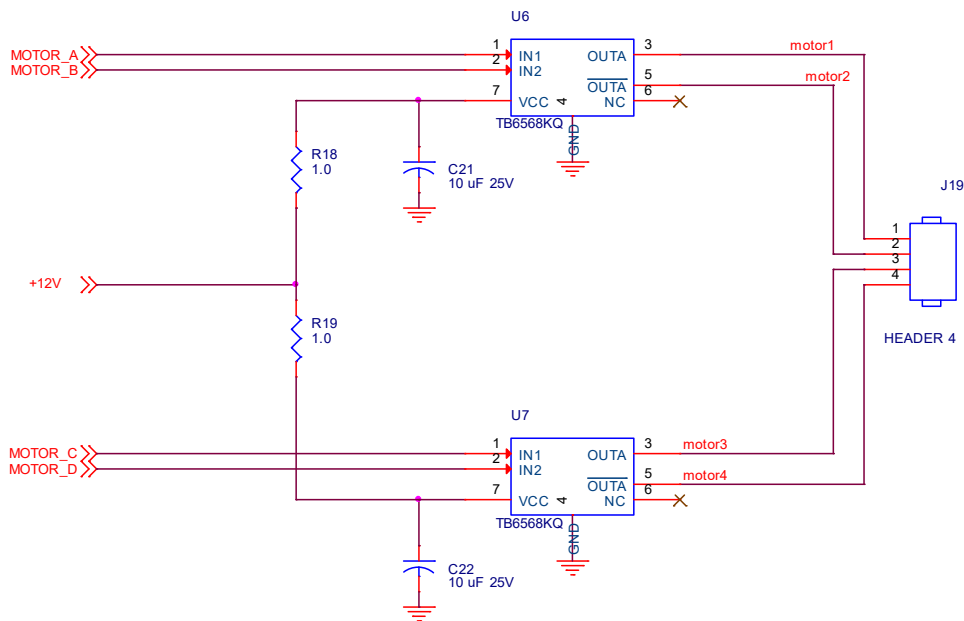 U6
MOTOR_A
MOTOR_B
1
2
IN1
IN2
OUTA
3
motor1
OUTA
5
motor2
7
VCC
4
NC
6
TB6568KQ
GND
R18
1.0
C21
10 uF 25V
J19
1
2
3
4
+12V
R19
1.0
HEADER 4
U7
MOTOR_C
MOTOR_D
1
2
IN1
IN2
OUTA
3
motor3
OUTA
5
motor4
7
VCC
4
NC
6
TB6568KQ
GND
C22
10 uF 25V